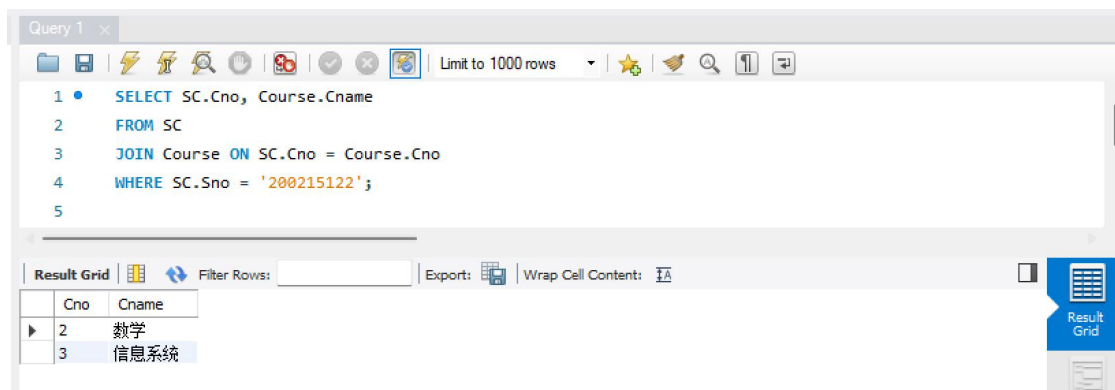 Query 1
Limit to 1000 rows
1 SELECT SC.Cno, Course.Cname
2 FROM SC
3 JOIN Course ON SC.Cno = Course.Cno
4 WHERE SC.Sno = '200215122';
5
Result Grid Filter Rows: Export: Wrap Cell Content: IA
Cno Cname
2 数学
3 信息系统
Result
Grid